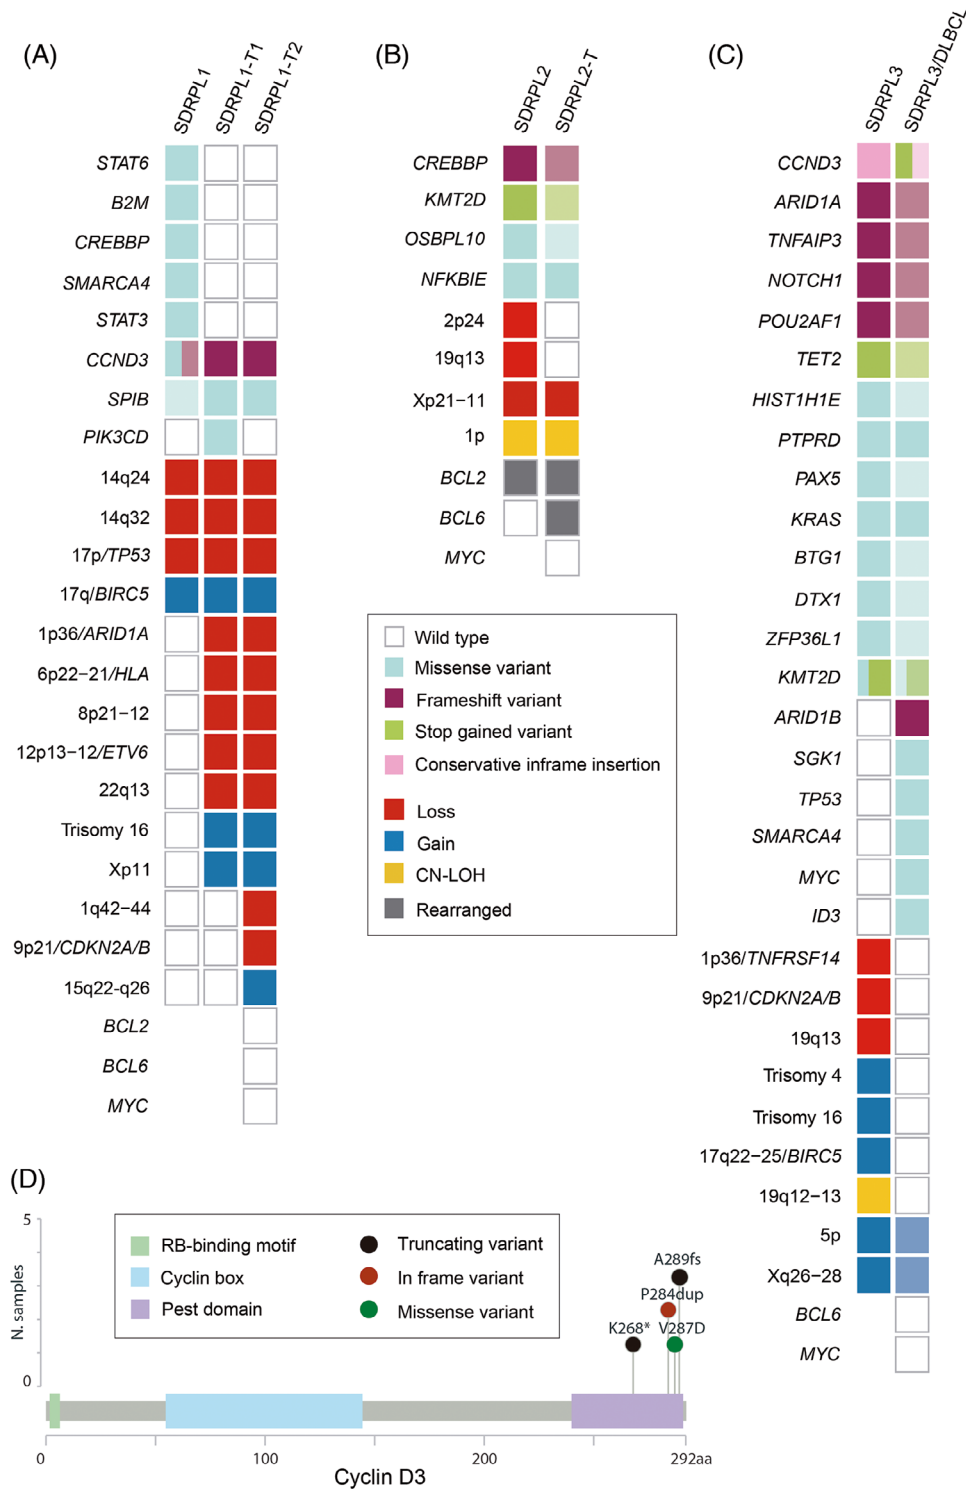 (A)
SDRPL1
SDRPL1-T1
SDRPL1-T2
STAT6
B2M
CREBBP
SMARCA4
STAT3
CCND3
SPIB
PIK3CD
14q24
14q32
17p/TP53
17q/BIRC5
1p36/ARID1A
6p22–21/HLA
8p21–12
12p13–12/ETV6
22q13
Trisomy 16
Xp11
1q42–44
9p21/CDKN2A/B
15q22-q26
BCL2
BCL6
MYC
(B)
SDRPL2
SDRPL2-T
CREBBP
KMT2D
OSBPL10
NFKBIE
2p24
19q13
Xp21–11
1p
BCL2
BCL6
MYC
Wild type
Missense variant
Frameshift variant
Stop gained variant
Conservative inframe insertion
Loss
Gain
CN-LOH
Rearranged
(C)
SDRPL3
SDRPL3/DLBCL
CCND3
ARID1A
TNFAIP3
NOTCH1
POU2AF1
TET2
HIST1H1E
PTPRD
PAX5
KRAS
BTG1
DTX1
ZFP36L1
KMT2D
ARID1B
SGK1
TP53
SMARCA4
MYC
ID3
1p36/TNFRSF14
9p21/CDKN2A/B
19q13
Trisomy 4
Trisomy 16
17q22–25/BIRC5
19q12–13
5p
Xq26–28
BCL6
MYC
(D)
N. samples
5
0
RB-binding motif
Cyclin box
Pest domain
Truncating variant
In frame variant
Missense variant
A289fs
P284dup
K268* V287D
0
100
200
292aa
Cyclin D3